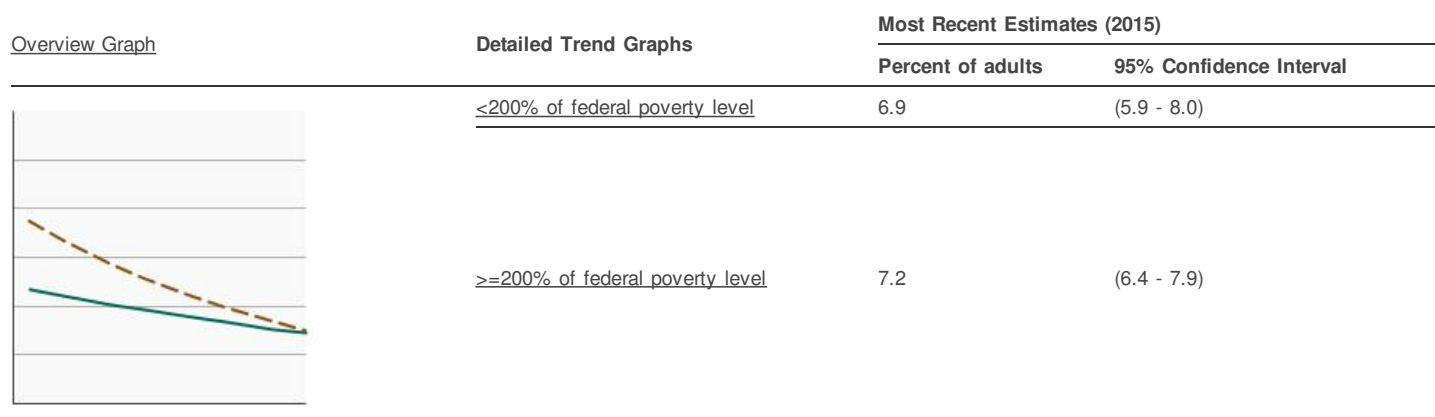 Overview Graph
Detailed Trend Graphs
Most Recent Estimates (2015)
Percent of adults
95% Confidence Interval
<200% of federal poverty level
6.9
(5.9 - 8.0)
>=200% of federal poverty level
7.2
(6.4 - 7.9)